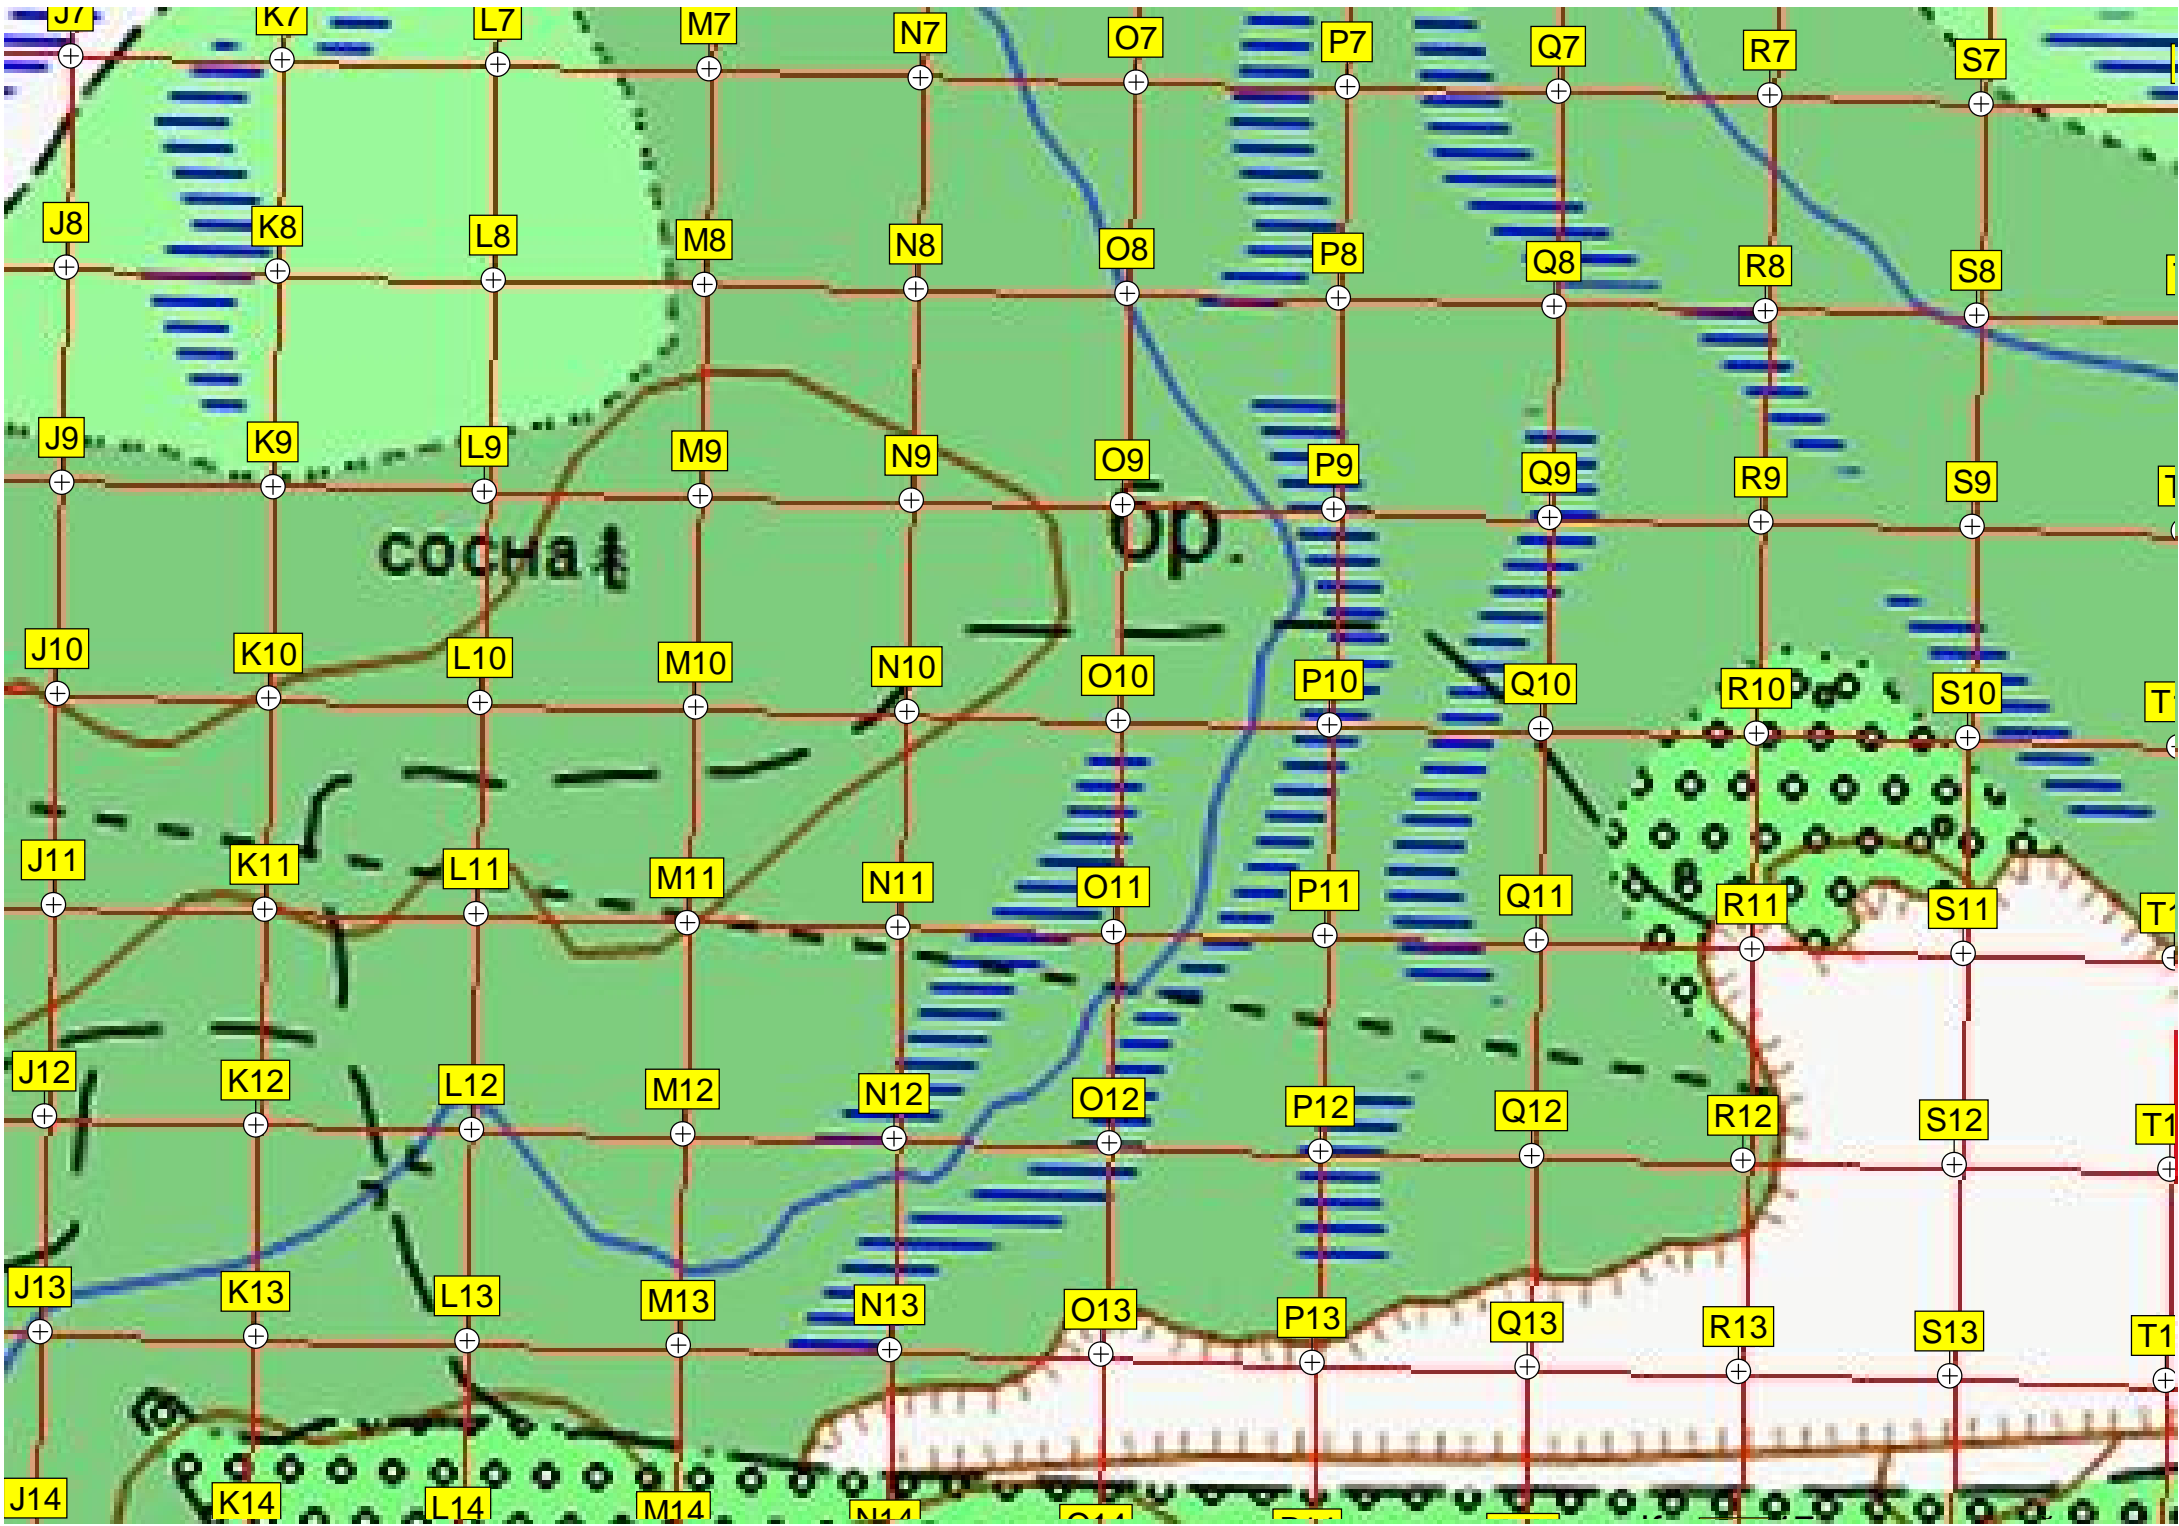 J7 K7 L7 M7 N7 O7 P7 Q7 R7 S7
J8 K8 L8 M8 N8 O8 P8 Q8 R8 S8
J9 K9 L9 M9 N9 O9 P9 Q9 R9 S9
сосна бр.
J10 K10 L10 M10 N10 O10 P10 Q10 R10 S10
J11 K11 L11 M11 N11 O11 P11 Q11 R11 S11
J12 K12 L12 M12 N12 O12 P12 Q12 R12 S12
J13 K13 L13 M13 N13 O13 P13 Q13 R13 S13
J14 K14 L14 M14 N14